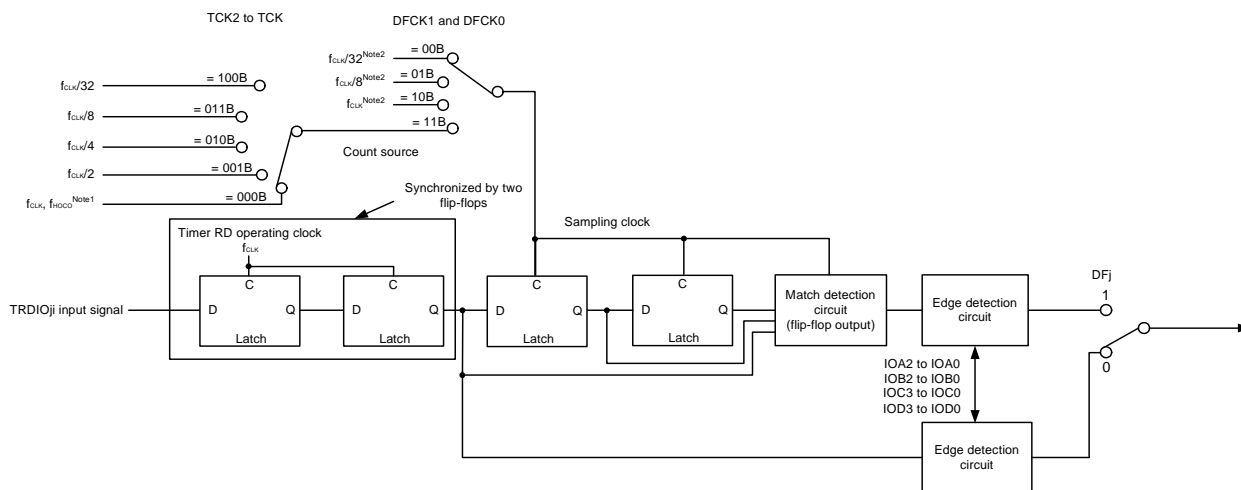 TCK2 to TCK
DFCK1 and DFCK0
fCLK/32Note2
= 00B
fCLK/8Note2
= 01B
fCLKNote2
= 10B
= 11B
fCLK/32
= 100B
fCLK/8
= 011B
fCLK/4
= 010B
fCLK/2
= 001B
fCLK, fHOCONote1
= 000B
Count source
Synchronized by two
flip-flops
Timer RD operating clock
fCLK
Sampling clock
TRDIOji input signal
C
D
Q
Latch
C
D
Q
Latch
C
D
Q
Latch
C
D
Q
Latch
Match detection
circuit
(flip-flop output)
Edge detection
circuit
DFj
1
0
IOA2 to IOA0
IOB2 to IOB0
IOC3 to IOC0
IOD3 to IOD0
Edge detection
circuit